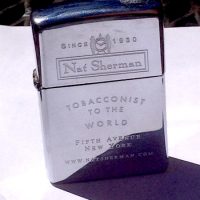 SINCE 1930
Nat Sherman
TOBACCONIST
TO THE
WORLD
FIFTH AVENUE
NEW YORK
WWW.NATSHERMAN.COM